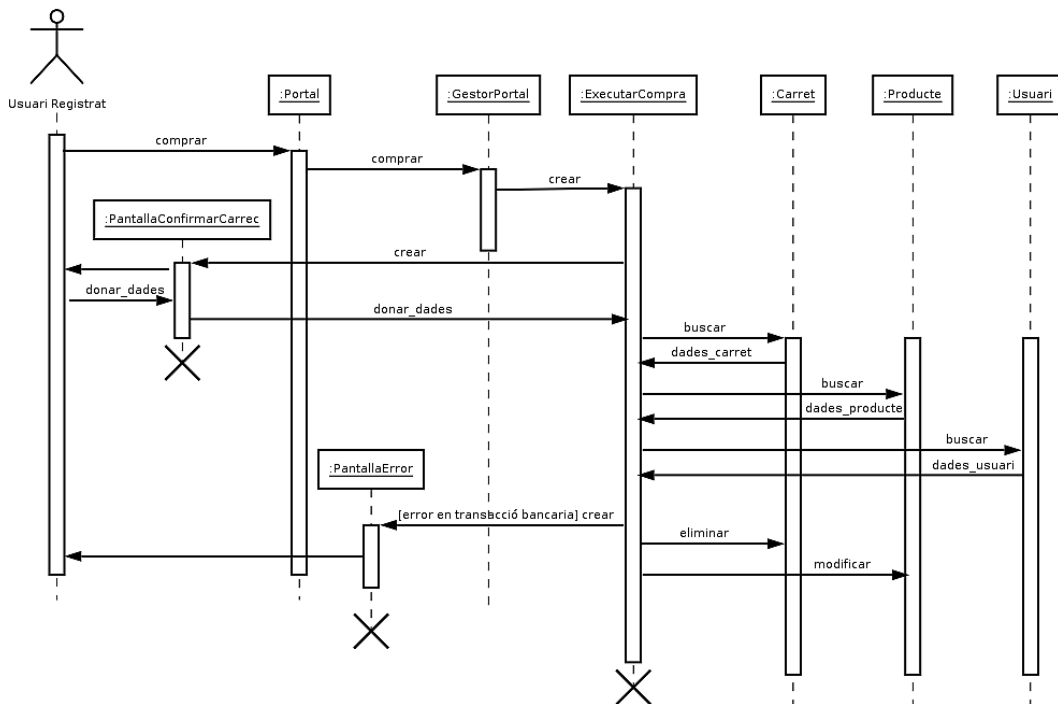 Usuari Registrat
:Portal
:GestorPortal
:ExecutarCompra
:Carret
:Producte
:Usuari
comprar
comprar
crear
:PantallaConfirmarCarrec
crear
donar_dades
donar_dades
buscar
dades_carret
buscar
dades_producte
buscar
dades_usuari
:PantallaError
[error en transacció bancaria] crear
eliminar
modificar